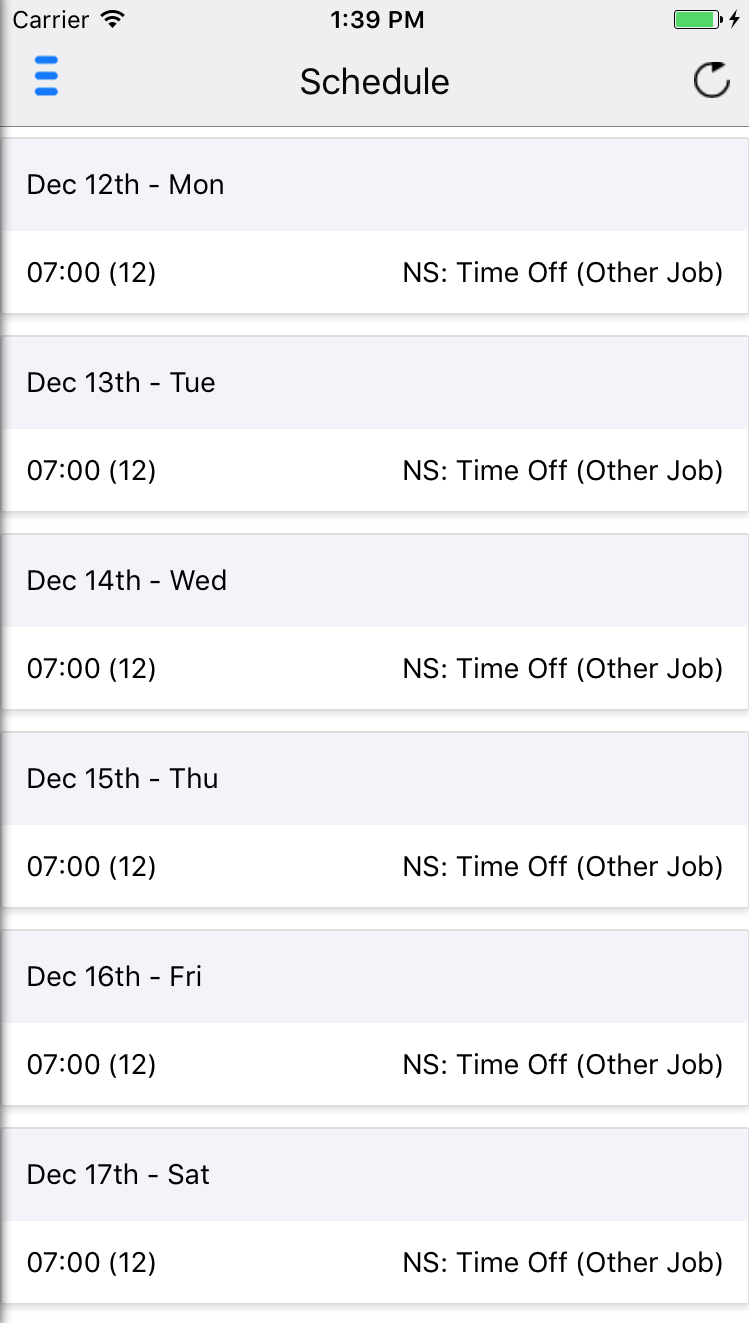 Carrier 1:39 PM
Schedule
Dec 12th - Mon
07:00 (12) NS: Time Off (Other Job)
Dec 13th - Tue
07:00 (12) NS: Time Off (Other Job)
Dec 14th - Wed
07:00 (12) NS: Time Off (Other Job)
Dec 15th - Thu
07:00 (12) NS: Time Off (Other Job)
Dec 16th - Fri
07:00 (12) NS: Time Off (Other Job)
Dec 17th - Sat
07:00 (12) NS: Time Off (Other Job)